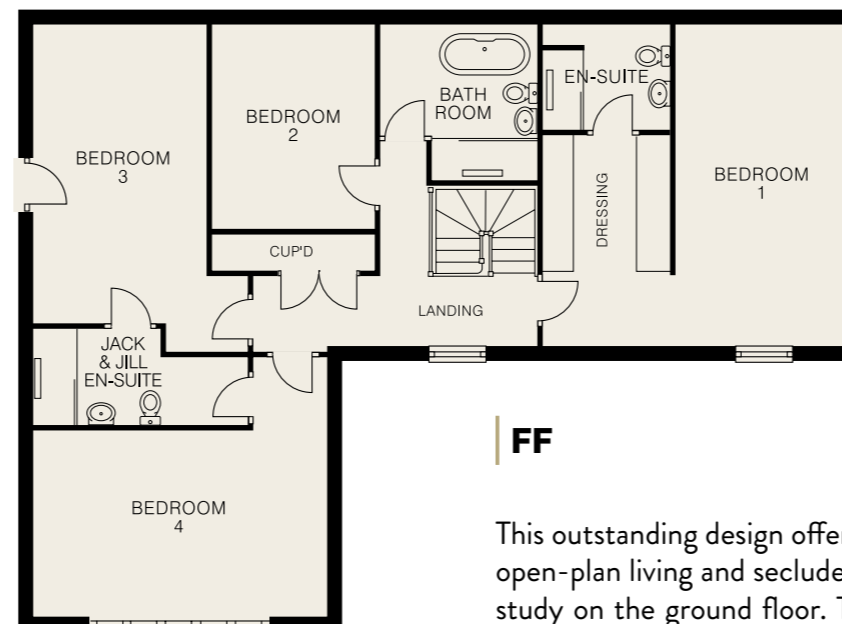 BEDROOM
3
BEDROOM
2
BATH
ROOM
EN-SUITE
BEDROOM
1
DRESSING
CUP'D
LANDING
JACK
& JILL
EN-SUITE
BEDROOM
4
FF
This outstanding design offer
open-plan living and seclude
study on the ground floor. T